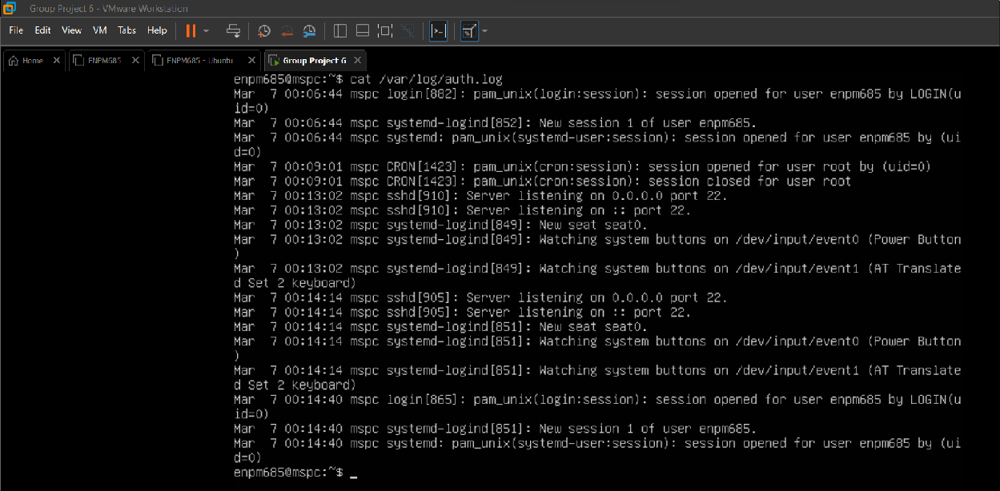 Group Project 6 - VMware Workstation
File Edit View VM Tabs Help
Home ENPM685 ENPM685 - Ubuntu Group Project 6
enpm685@mspc:~$ cat /var/log/auth.log
Mar  7 00:06:44 mspc login[882]: pam_unix(login:session): session opened for user enpm685 by LOGIN(u
id=0)
Mar  7 00:06:44 mspc systemd-logind[852]: New session 1 of user enpm685.
Mar  7 00:06:44 mspc systemd: pam_unix(systemd-user:session): session opened for user enpm685 by (ui
d=0)
Mar  7 00:09:01 mspc CRON[1423]: pam_unix(cron:session): session opened for user root by (uid=0)
Mar  7 00:09:01 mspc CRON[1423]: pam_unix(cron:session): session closed for user root
Mar  7 00:13:02 mspc sshd[910]: Server listening on 0.0.0.0 port 22.
Mar  7 00:13:02 mspc sshd[910]: Server listening on :: port 22.
Mar  7 00:13:02 mspc systemd-logind[849]: New seat seat0.
Mar  7 00:13:02 mspc systemd-logind[849]: Watching system buttons on /dev/input/event0 (Power Button
)
Mar  7 00:13:02 mspc systemd-logind[849]: Watching system buttons on /dev/input/event1 (AT Translate
d Set 2 keyboard)
Mar  7 00:14:14 mspc sshd[905]: Server listening on 0.0.0.0 port 22.
Mar  7 00:14:14 mspc sshd[905]: Server listening on :: port 22.
Mar  7 00:14:14 mspc systemd-logind[851]: New seat seat0.
Mar  7 00:14:14 mspc systemd-logind[851]: Watching system buttons on /dev/input/event0 (Power Button
)
Mar  7 00:14:14 mspc systemd-logind[851]: Watching system buttons on /dev/input/event1 (AT Translate
d Set 2 keyboard)
Mar  7 00:14:40 mspc login[865]: pam_unix(login:session): session opened for user enpm685 by LOGIN(u
id=0)
Mar  7 00:14:40 mspc systemd-logind[851]: New session 1 of user enpm685.
Mar  7 00:14:40 mspc systemd: pam_unix(systemd-user:session): session opened for user enpm685 by (ui
d=0)
enpm685@mspc:~$ _